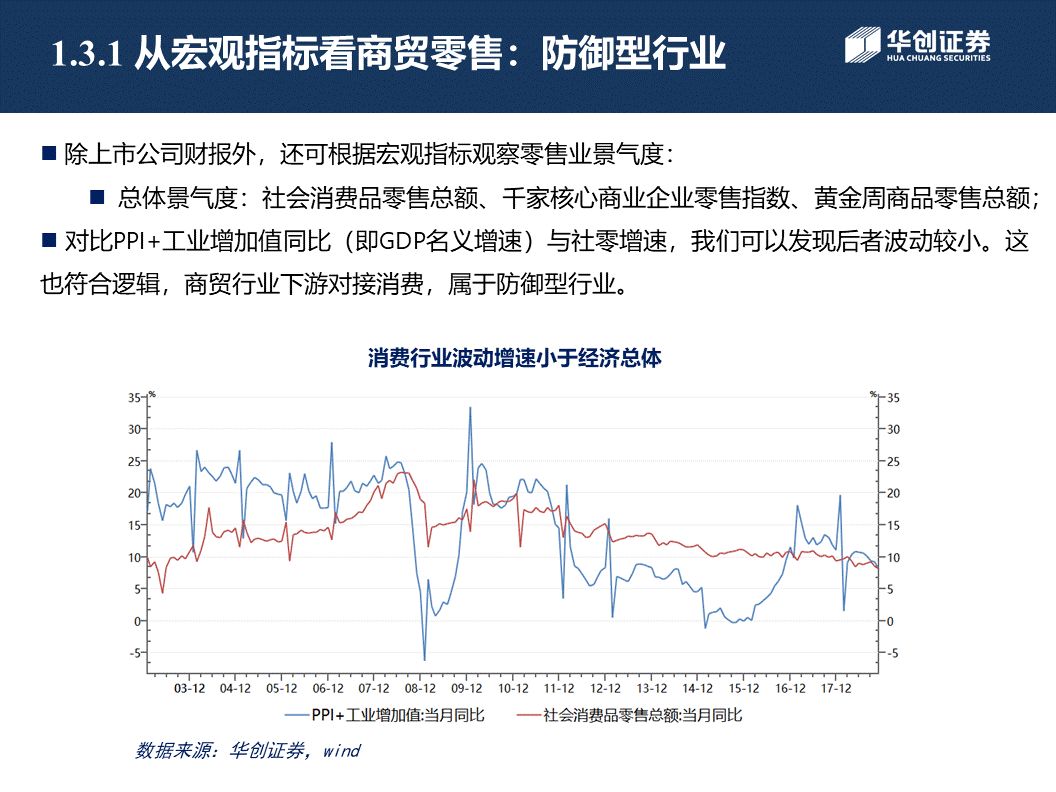 1.3.1 从宏观指标看商贸零售：防御型行业
华创证券
HUA CHUANG SECURITIES
■ 除上市公司财报外，还可根据宏观指标观察零售业景气度：
■ 总体景气度：社会消费品零售总额、千家核心商业企业零售指数、黄金周商品零售总额；
■ 对比PPI+工业增加值同比（即GDP名义增速）与社零增速，我们可以发现后者波动较小。这
也符合逻辑，商贸行业下游对接消费，属于防御型行业。
消费行业波动增速小于经济总体
% %
35 35
30 30
25 25
20 20
15 15
10 10
5 5
0 0
-5 -5
03-12 04-12 05-12 06-12 07-12 08-12 09-12 10-12 11-12 12-12 13-12 14-12 15-12 16-12 17-12
PPI+工业增加值:当月同比 社会消费品零售总额:当月同比
数据来源：华创证券，wind